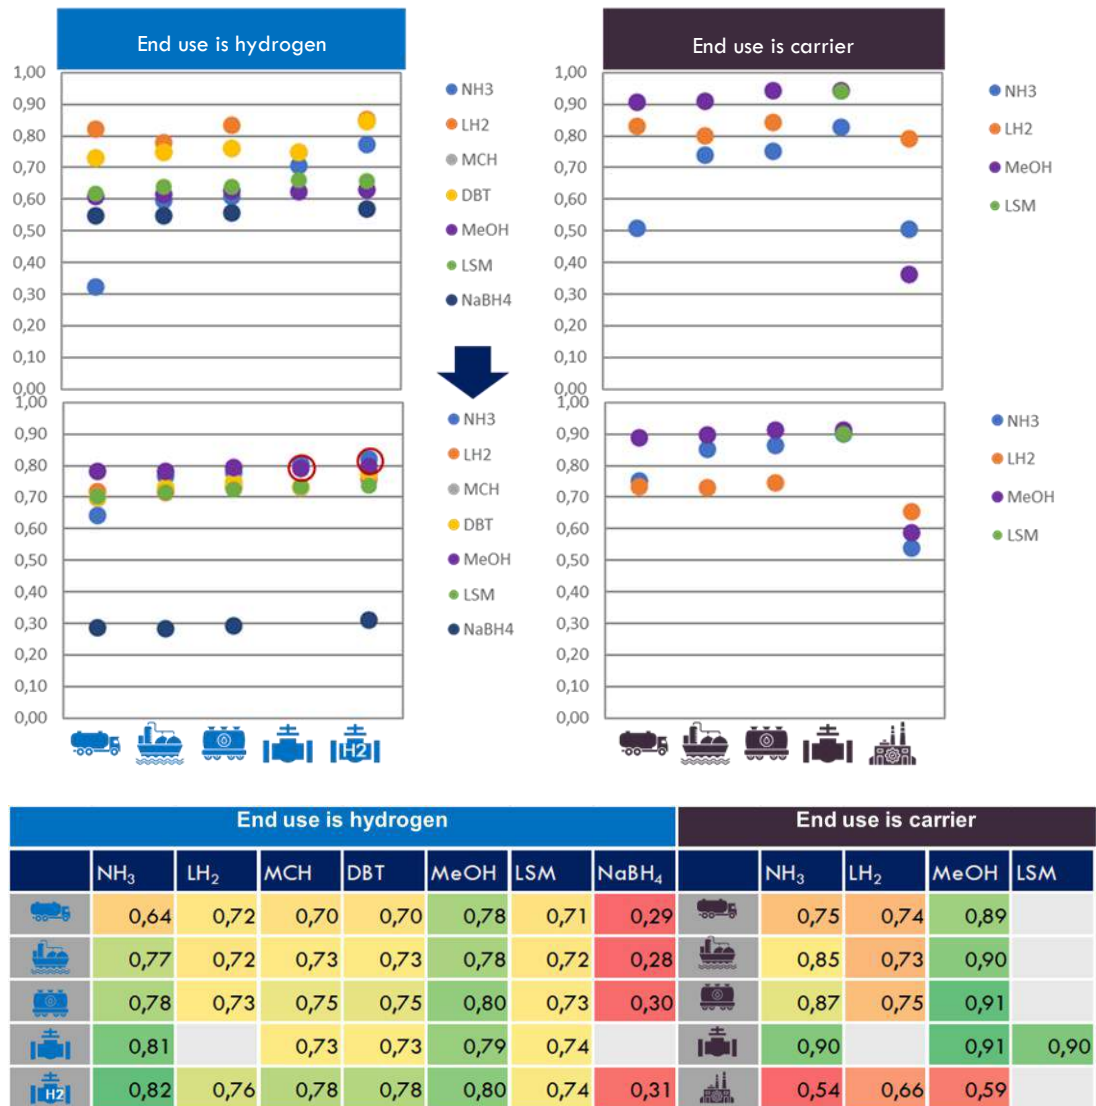 End use is hydrogen
End use is carrier
1,00
0,90
0,80
0,70
0,60
0,50
0,40
0,30
0,20
0,10
0,00
NH3
LH2
MCH
DBT
MeOH
LSM
NaBH4
1,00
0,90
0,80
0,70
0,60
0,50
0,40
0,30
0,20
0,10
0,00
NH3
LH2
MeOH
LSM
1,00
0,90
0,80
0,70
0,60
0,50
0,40
0,30
0,20
0,10
0,00
NH3
LH2
MCH
DBT
MeOH
LSM
NaBH4
H2
1,00
0,90
0,80
0,70
0,60
0,50
0,40
0,30
0,20
0,10
0,00
NH3
LH2
MeOH
LSM
End use is hydrogen End use is carrier
NH₃ LH₂ MCH DBT MeOH LSM NaBH₄ NH₃ LH₂ MeOH LSM
0,64 0,72 0,70 0,70 0,78 0,71 0,29 0,75 0,74 0,89
0,77 0,72 0,73 0,73 0,78 0,72 0,28 0,85 0,73 0,90
0,78 0,73 0,75 0,75 0,80 0,73 0,30 0,87 0,75 0,91
0,81 0,73 0,73 0,79 0,74 0,90 0,91 0,90
H2 0,82 0,76 0,78 0,78 0,80 0,74 0,31 0,54 0,66 0,59